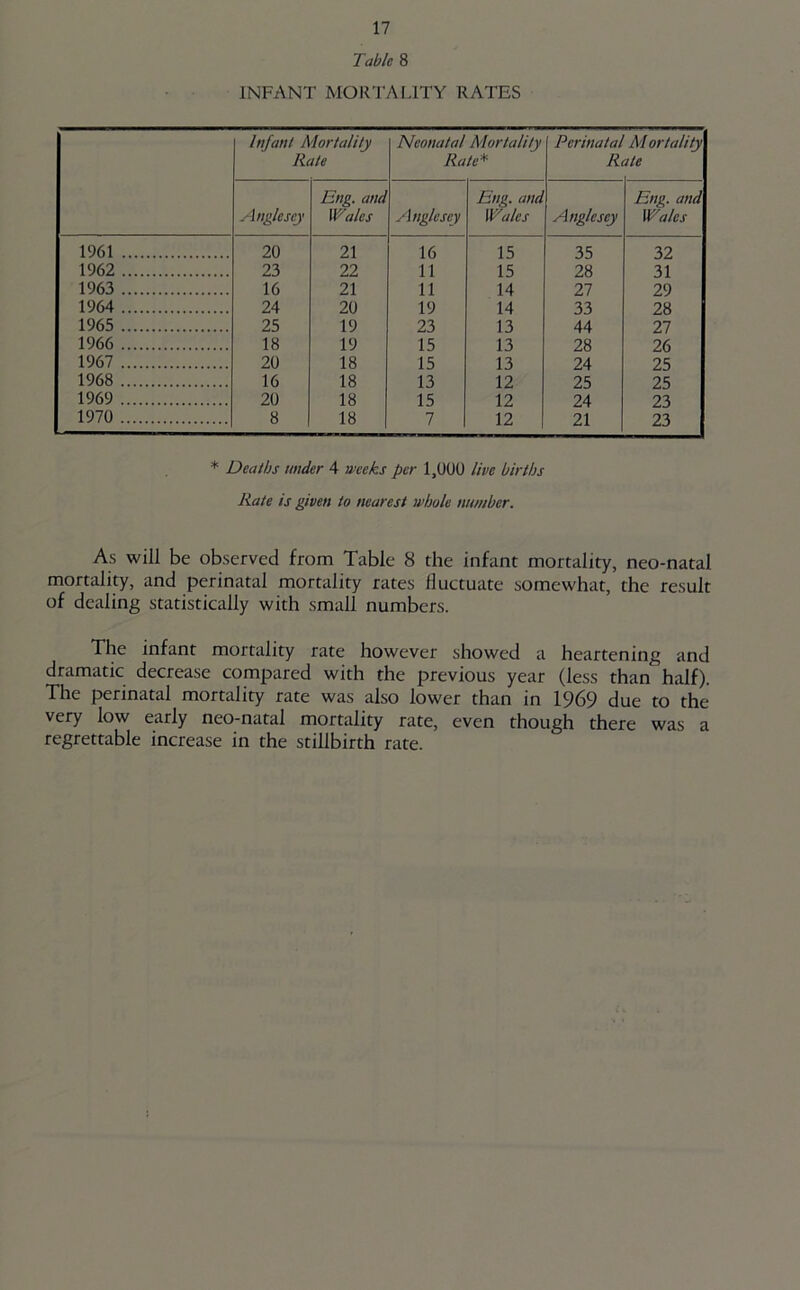 17
Table 8
INFANT MORTALITY RATES
Infant Mortality Rate Neonatal Mortality Rate* Perinatal Mortality Rate
Anglesey Eng. and Wales Anglesey Eng. and Wales Anglesey Eng. and Wales
1961 .................... 20 21 16 15 35 32
1962 .................... 23 22 11 15 28 31
1963 .................... 16 21 11 14 27 29
1964 .................... 24 20 19 14 33 28
1965 .................... 25 19 23 13 44 27
1966 .................... 18 19 15 13 28 26
1967 .................... 20 18 15 13 24 25
1968 .................... 16 18 13 12 25 25
1969 .................... 20 18 15 12 24 23
1970 .................... 8 18 7 12 21 23
* Deaths under 4 weeks per 1,000 live births
Rate is given to nearest whole number.
As will be observed from Table 8 the infant mortality, neo-natal
mortality, and perinatal mortality rates fluctuate somewhat, the result
of dealing statistically with small numbers.
The infant mortality rate however showed a heartening and
dramatic decrease compared with the previous year (less than half).
The perinatal mortality rate was also lower than in 1969 due to the
very low early neo-natal mortality rate, even though there was a
regrettable increase in the stillbirth rate.